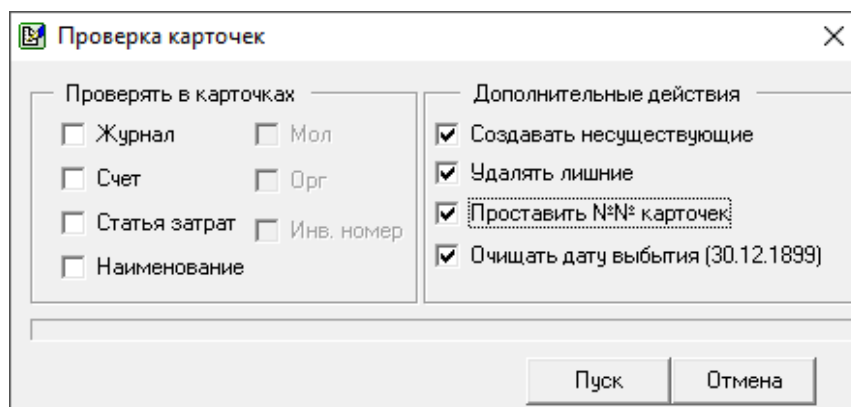 Проверка карточек
Проверять в карточках
Журнал
Мол
Счет
Орг
Статья затрат
Инв. номер
Наименование
Дополнительные действия
Создавать несуществующие
Удалять лишние
Проставить №№ карточек
Очищать дату выбытия (30.12.1899)
Пуск
Отмена